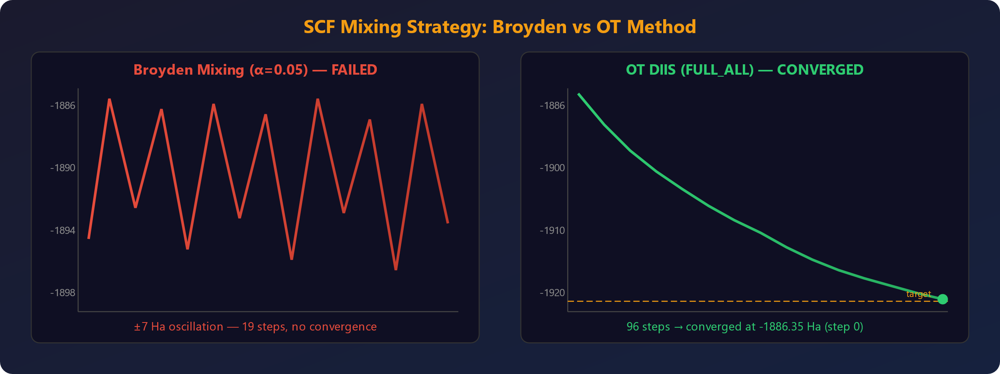 SCF Mixing Strategy: Broyden vs OT Method
Broyden Mixing (α=0.05) — FAILED
-1886
-1890
-1894
-1898
±7 Ha oscillation — 19 steps, no convergence
OT DIIS (FULL_ALL) — CONVERGED
-1886
-1900
-1910
-1920
target
96 steps → converged at -1886.35 Ha (step 0)